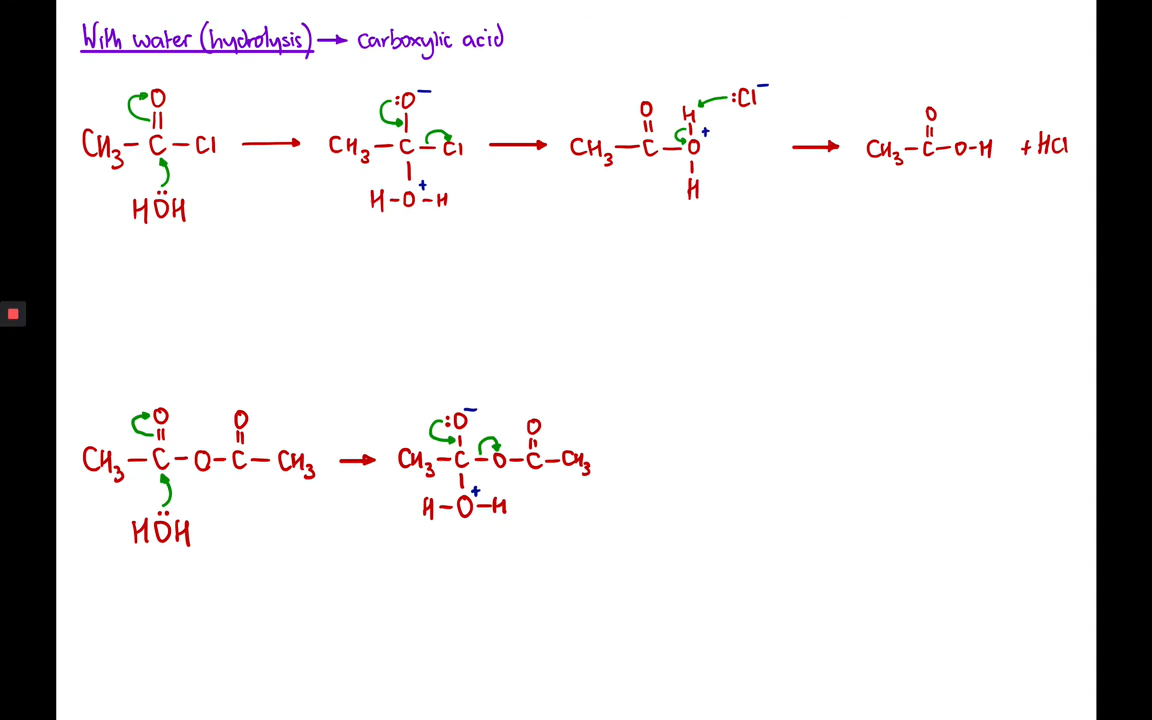 With water (hydrolysis) → carboxylic acid
O
CH₃ – C – Cl
HÖH
:O⁻
CH₃ – C – Cl
H – O⁺ – H
O H :Cl⁻
CH₃ – C – O⁺
H
O
CH₃ – C – O – H + HCl
O O
CH₃ – C – O – C – CH₃
HÖH
:O⁻ O
CH₃ – C – O – C – CH₃
H – O⁺ – H